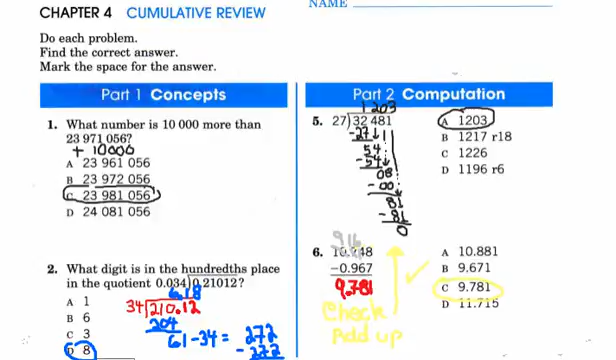 NAME
CHAPTER 4 CUMULATIVE REVIEW
Do each problem.
Find the correct answer.
Mark the space for the answer.
Part 1 Concepts
1. What number is 10 000 more than
23 971 056?
+ 10000
A 23 961 056
B 23 972 056
C 23 981 056
D 24 081 056
2. What digit is in the hundredths place
in the quotient 0.034)0.21012?
6.18
A 1
34)210.12
B 6
204
C 3
61-34=
272
D 8
Part 2 Computation
1203
5. 27)32 481
-27
54
-54
08
-00
81
-81
0
A 1203
B 1217 r18
C 1226
D 1196 r6
6. 10.748
-0.967
9.781
Check
Add up
A 10.881
B 9.671
C 9.781
D 11.715